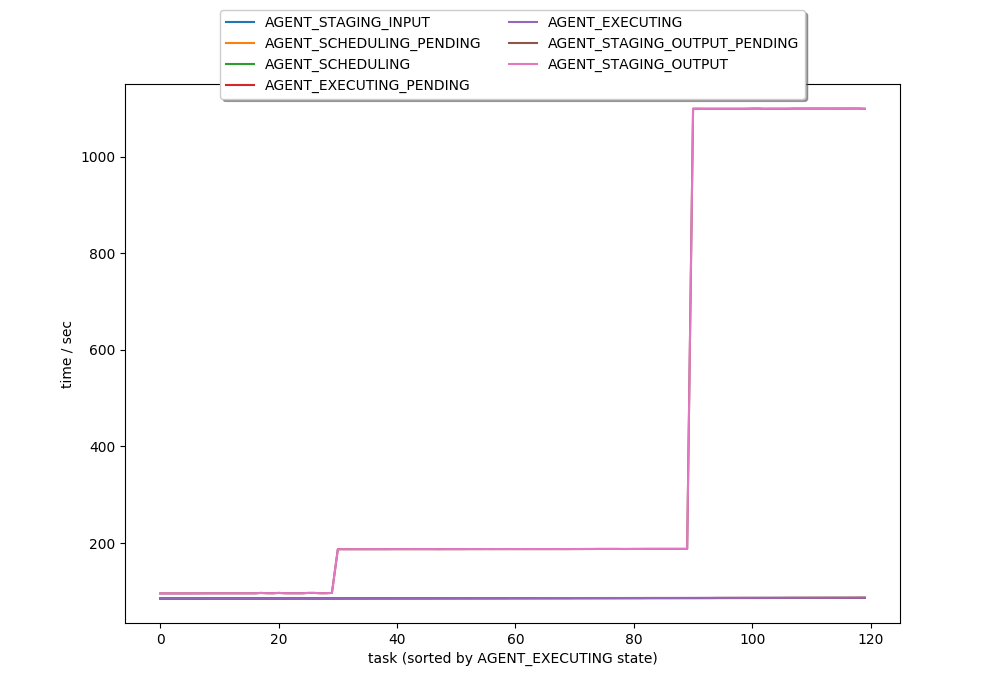 AGENT_STAGING_INPUT
AGENT_SCHEDULING_PENDING
AGENT_SCHEDULING
AGENT_EXECUTING_PENDING
AGENT_EXECUTING
AGENT_STAGING_OUTPUT_PENDING
AGENT_STAGING_OUTPUT
1000
800
600
400
200
time / sec
0 20 40 60 80 100 120
task (sorted by AGENT_EXECUTING state)